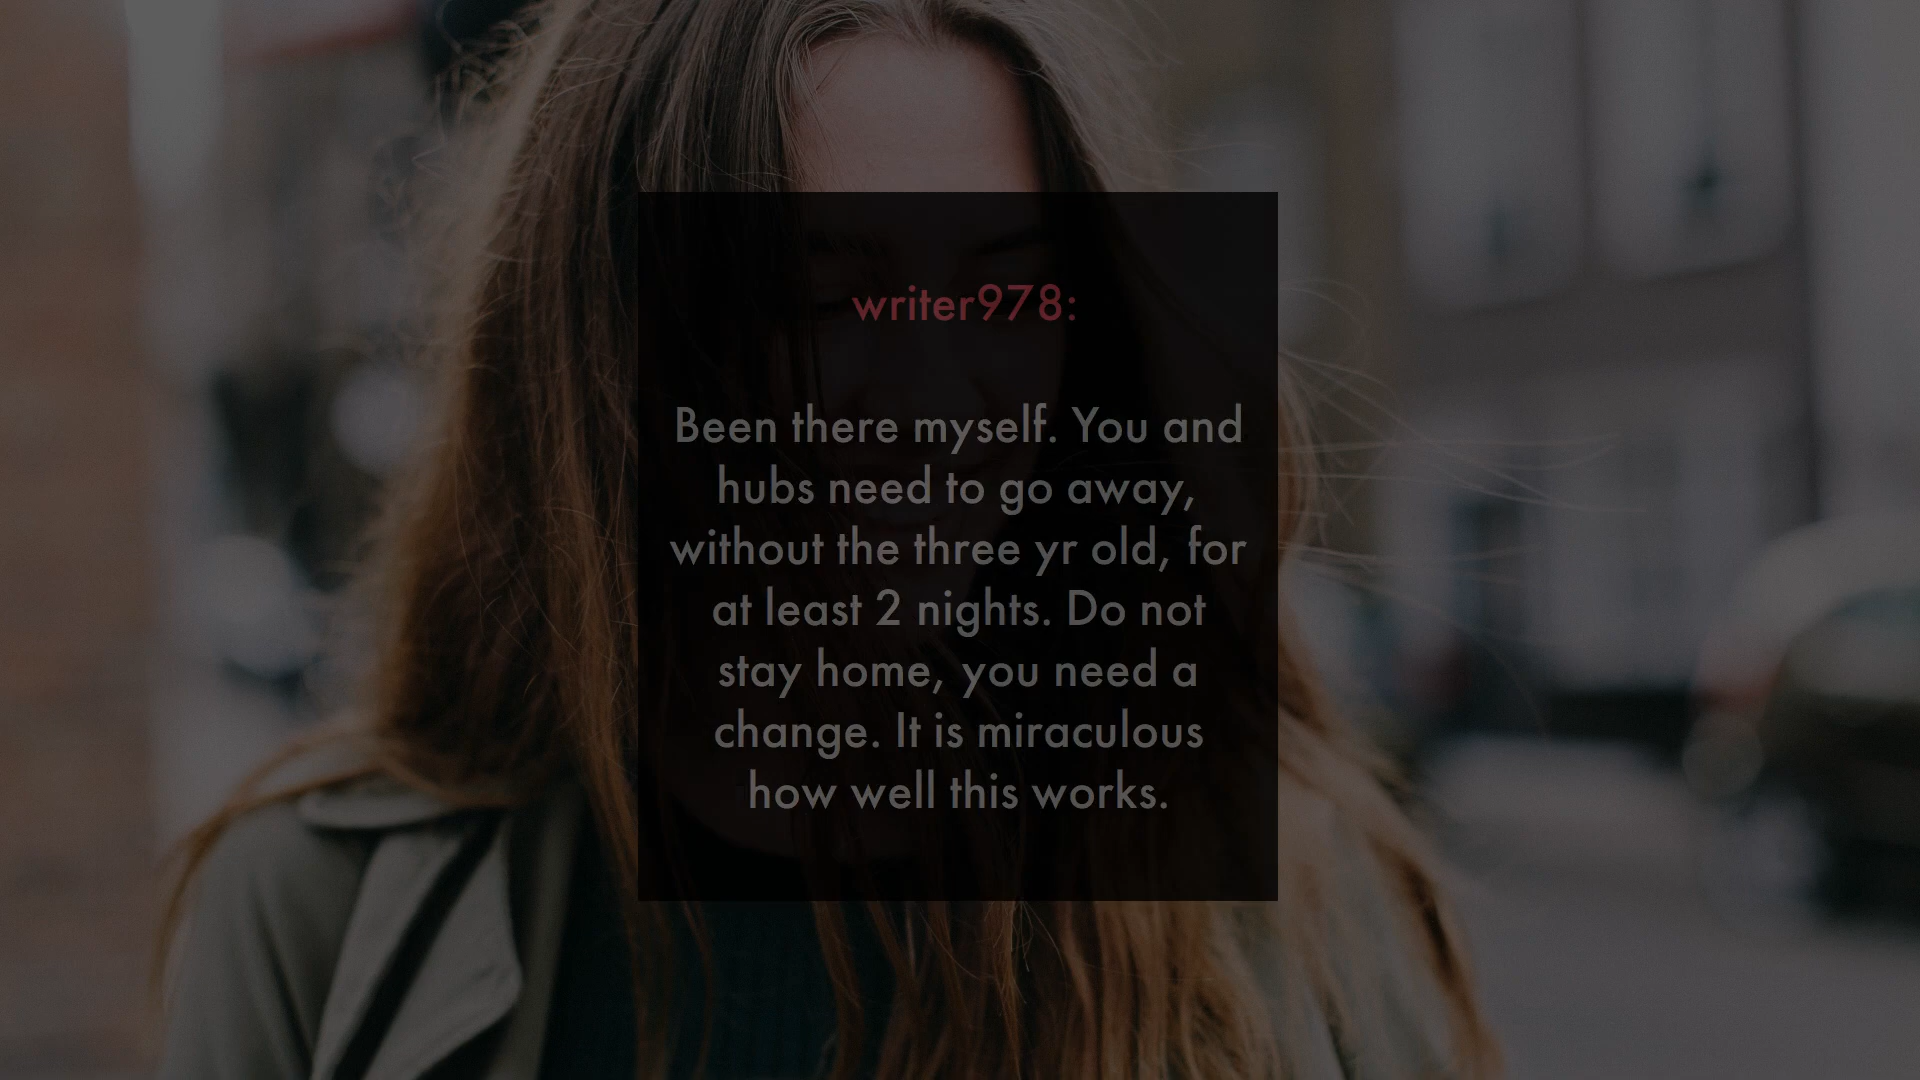 writer978:
Been there myself. You and
hubs need to go away,
without the three yr old, for
at least 2 nights. Do not
stay home, you need a
change. It is miraculous
how well this works.